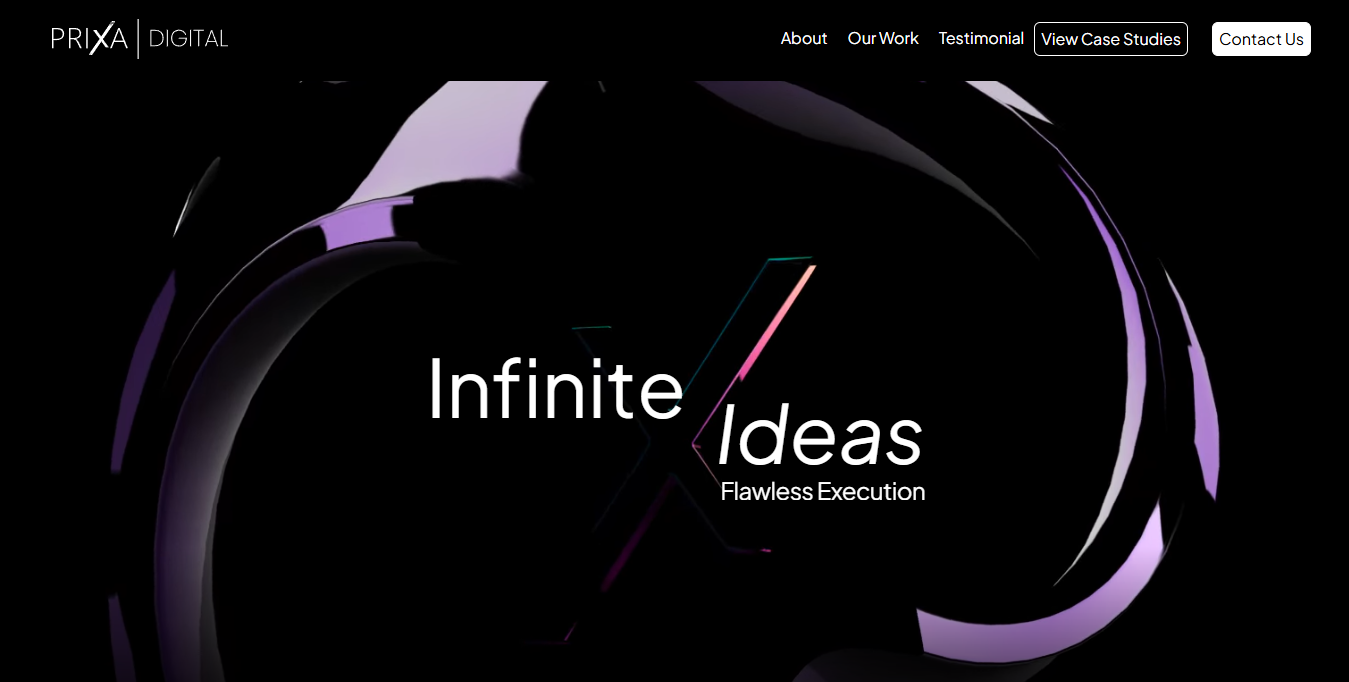 PRIXA | DIGITAL
About Our Work Testimonial View Case Studies Contact Us
Infinite
Ideas
Flawless Execution